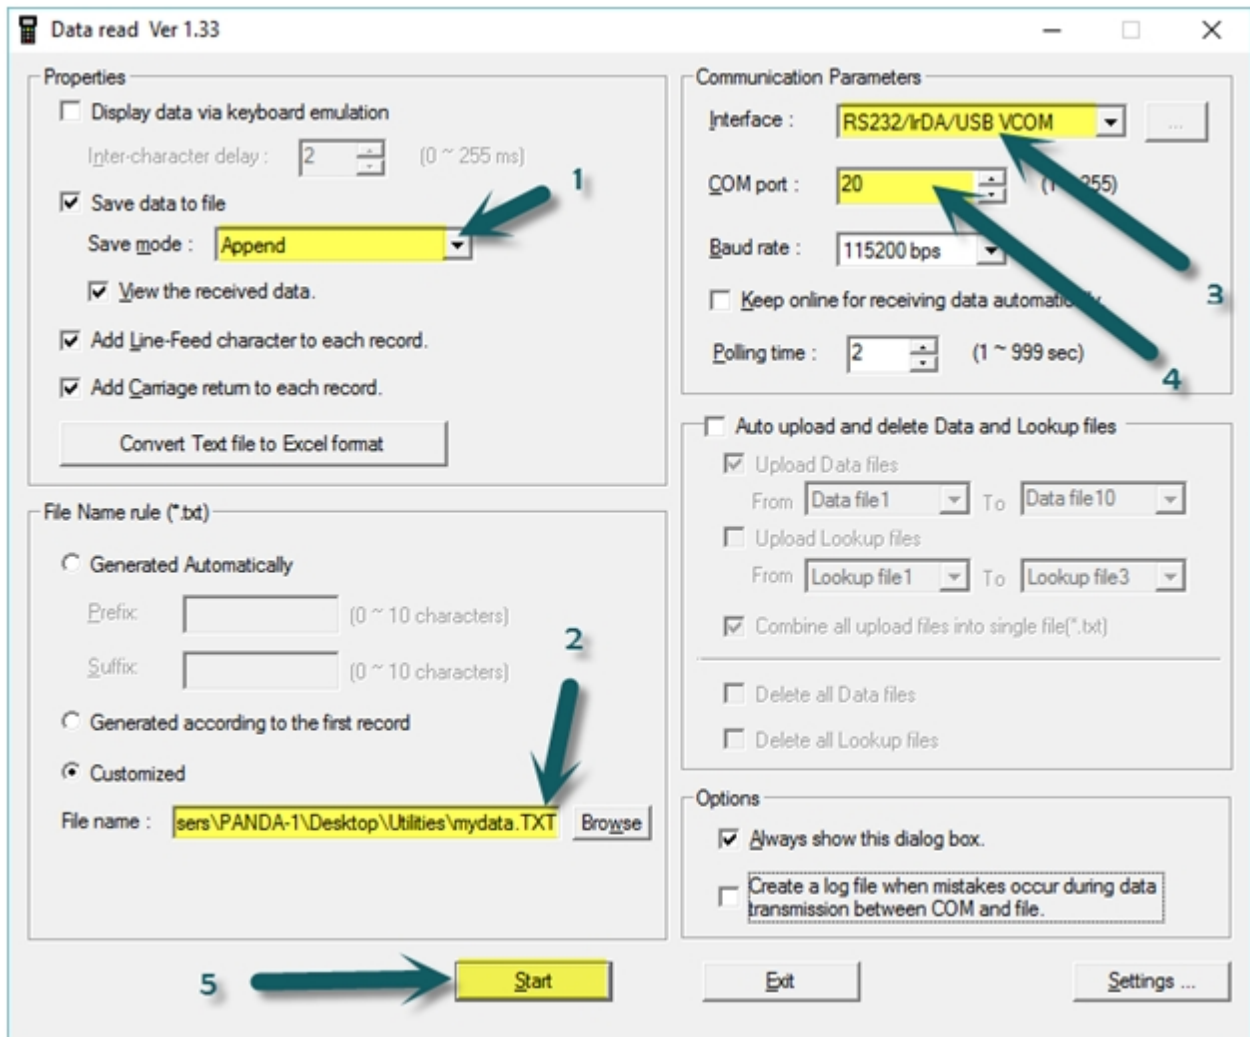 Data read  Ver 1.33
Properties
Display data via keyboard emulation
Inter-character delay : 2 (0 ~ 255 ms)
1
Save data to file
Save mode : Append
View the received data.
Add Line-Feed character to each record.
Add Carriage return to each record.
Convert Text file to Excel format
File Name rule (*.txt)
Generated Automatically
Prefix: (0 ~ 10 characters)
2
Suffix: (0 ~ 10 characters)
Generated according to the first record
Customized
File name : sers\PANDA-1\Desktop\Utilities\mydata.TXT Browse
Communication Parameters
Interface : RS232/IrDA/USB VCOM ...
COM port : 20 (1 255)
Baud rate : 115200 bps
3
Keep online for receiving data automatically.
Polling time : 2 (1 ~ 999 sec)
4
Auto upload and delete Data and Lookup files
Upload Data files
From Data file1 To Data file10
Upload Lookup files
From Lookup file1 To Lookup file3
Combine all upload files into single file(*.txt)
Delete all Data files
Delete all Lookup files
Options
Always show this dialog box.
Create a log file when mistakes occur during data
transmission between COM and file.
5 Start Exit Settings ...